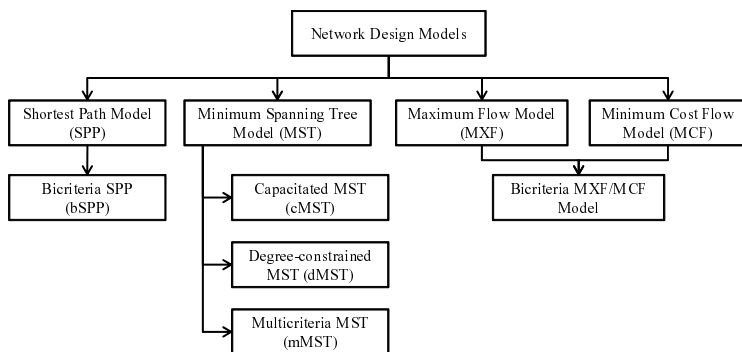 Network Design Models
Shortest Path Model
(SPP)
Minimum Spanning Tree
Model (MST)
Maximum Flow Model
(MXF)
Minimum Cost Flow
Model (MCF)
Bicriteria SPP
(bSPP)
Capacitated MST
(cMST)
Bicriteria MXF/MCF
Model
Degree-constrained
MST (dMST)
Multicriteria MST
(mMST)